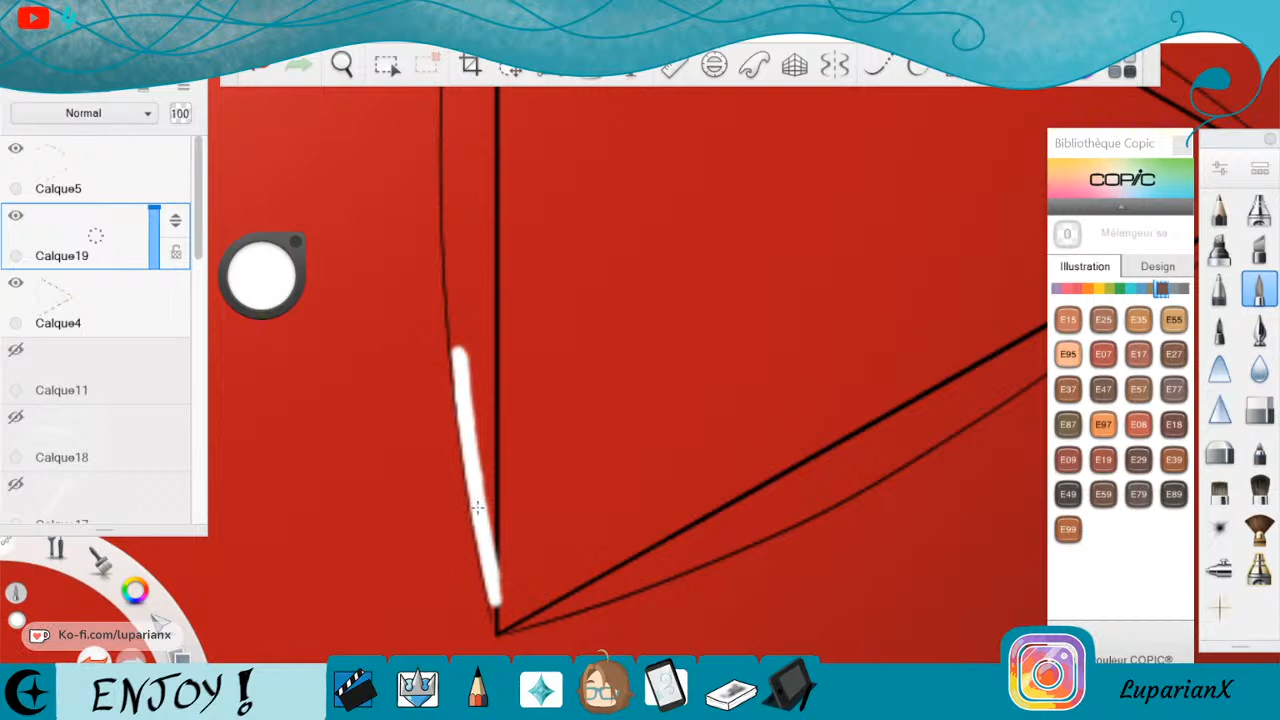 Normal
100
Calque5
Calque19
Calque4
Calque11
Calque18
Bibliothèque Copic
COPIC
0
Mélangeur sa
Illustration
Design
E15 E25 E35 E55
E95 E07 E17 E27
E37 E47 E57 E77
E87 E97 E08 E18
E09 E19 E29 E39
E49 E59 E79 E89
E99
ouleur COPIC®
Ko-fi.com/luparianx
ENJOY !
LuparianX